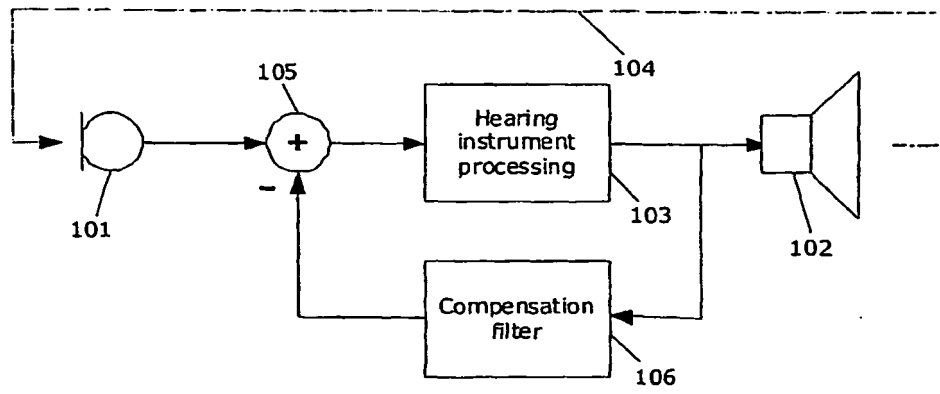 104
105
+
-
Hearing
instrument
processing
101
103
102
Compensation
filter
106